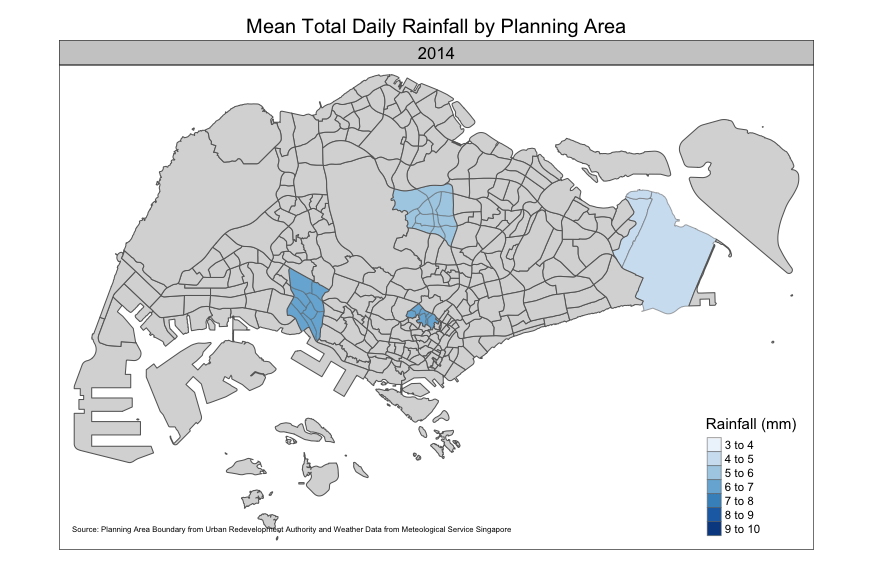 Mean Total Daily Rainfall by Planning Area
2014
Rainfall (mm)
3 to 4
4 to 5
5 to 6
6 to 7
7 to 8
8 to 9
9 to 10
Source: Planning Area Boundary from Urban Redevelopment Authority and Weather Data from Meteological Service Singapore